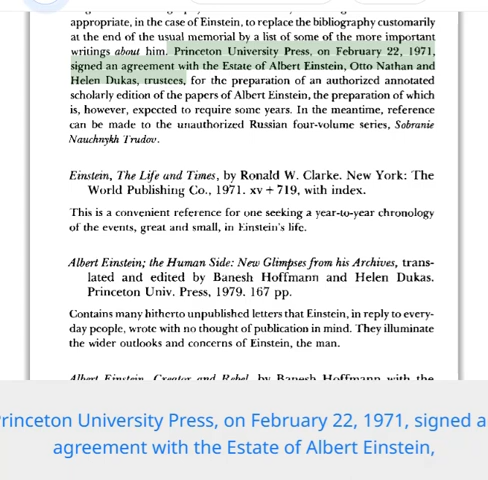 appropriate, in the case of Einstein, to replace the bibliography customarily
at the end of the usual memorial by a list of some of the more important
writings about him. Princeton University Press, on February 22, 1971,
signed an agreement with the Estate of Albert Einstein, Otto Nathan and
Helen Dukas, trustees, for the preparation of an authorized annotated
scholarly edition of the papers of Albert Einstein, the preparation of which
is, however, expected to require some years. In the meantime, reference
can be made to the unauthorized Russian four-volume series, Sobranie
Nauchnykh Trudov.
Einstein, The Life and Times, by Ronald W. Clarke. New York: The
World Publishing Co., 1971. xv + 719, with index.
This is a convenient reference for one seeking a year-to-year chronology
of the events, great and small, in Einstein's life.
Albert Einstein; the Human Side: New Glimpses from his Archives, trans-
lated and edited by Banesh Hoffmann and Helen Dukas.
Princeton Univ. Press, 1979. 167 pp.
Contains many hitherto unpublished letters that Einstein, in reply to every-
day people, wrote with no thought of publication in mind. They illuminate
the wider outlooks and concerns of Einstein, the man.
Albert Einstein, Creator and Rebel, by Banesh Hoffmann with the
rinceton University Press, on February 22, 1971, signed a
agreement with the Estate of Albert Einstein,